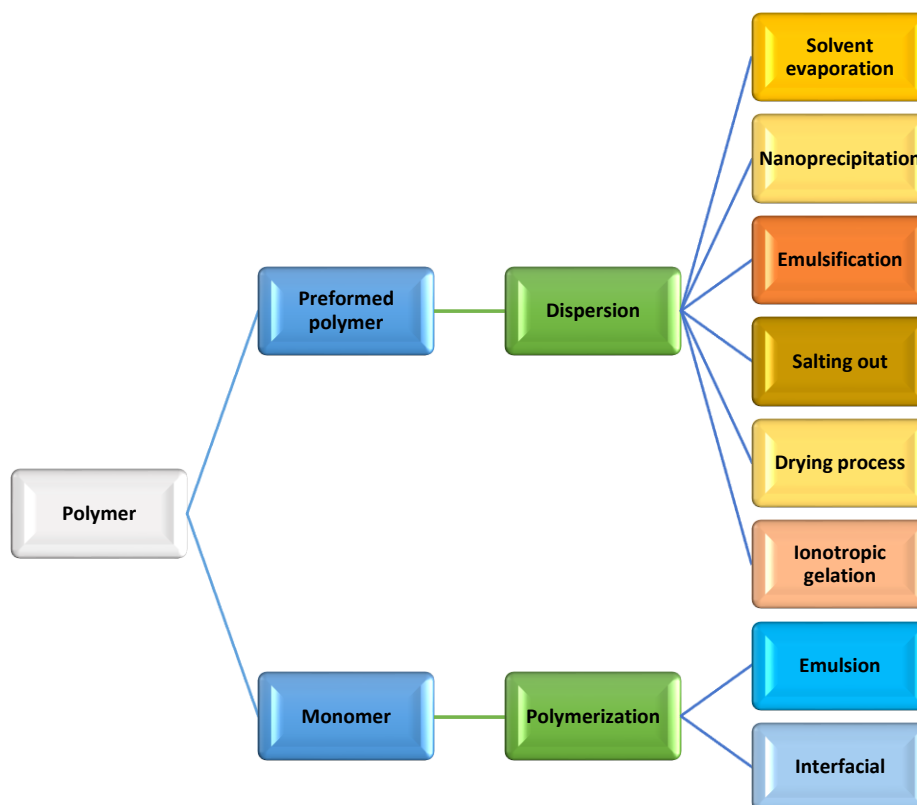 Solvent
evaporation
Nanoprecipitation
Emulsification
Preformed
polymer
Dispersion
Salting out
Drying process
Polymer
Ionotropic
gelation
Emulsion
Monomer
Polymerization
Interfacial